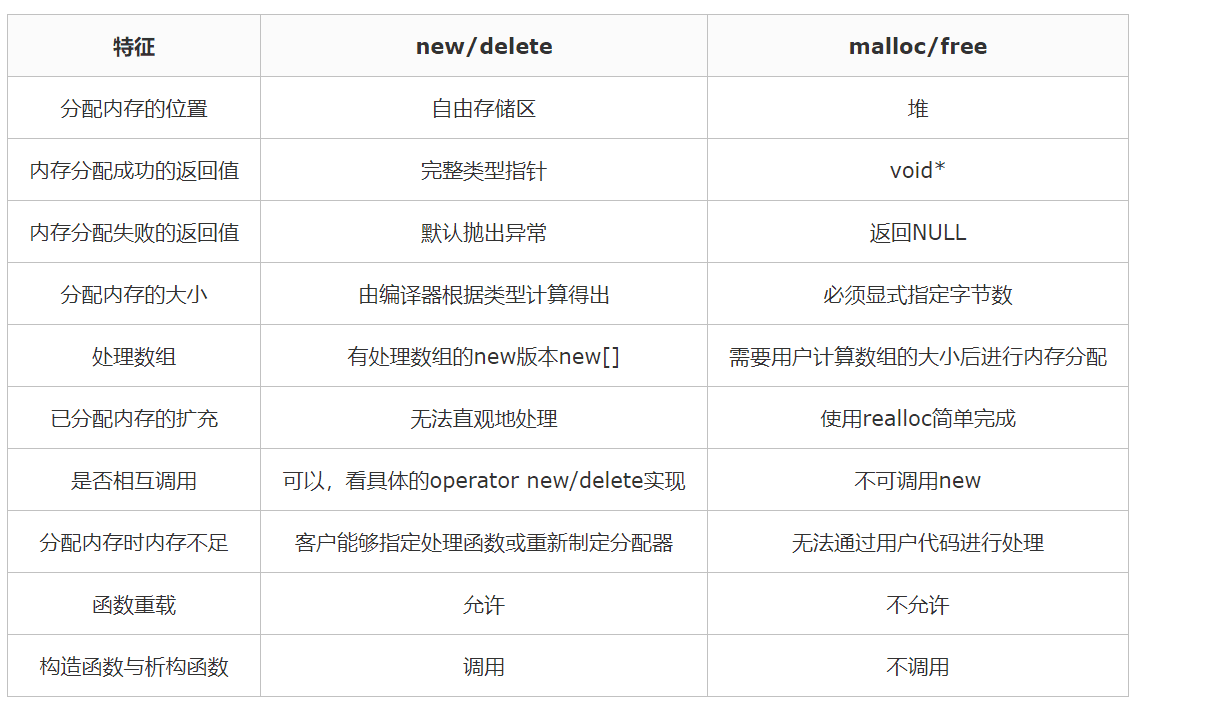 特征 new/delete malloc/free
分配内存的位置 自由存储区 堆
内存分配成功的返回值 完整类型指针 void*
内存分配失败的返回值 默认抛出异常 返回NULL
分配内存的大小 由编译器根据类型计算得出 必须显式指定字节数
处理数组 有处理数组的new版本new[] 需要用户计算数组的大小后进行内存分配
已分配内存的扩充 无法直观地处理 使用realloc简单完成
是否相互调用 可以，看具体的operator new/delete实现 不可调用new
分配内存时内存不足 客户能够指定处理函数或重新制定分配器 无法通过用户代码进行处理
函数重载 允许 不允许
构造函数与析构函数 调用 不调用